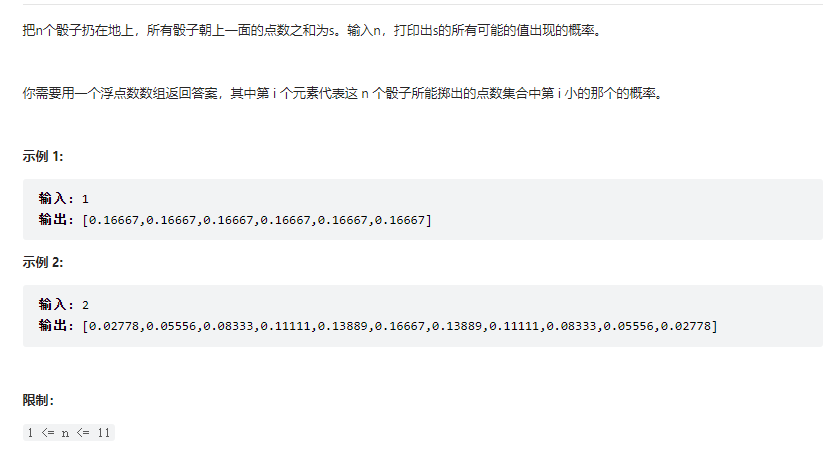 把n个骰子扔在地上，所有骰子朝上一面的点数之和为s。输入n，打印出s的所有可能的值出现的概率。
你需要用一个浮点数数组返回答案，其中第 i 个元素代表这 n 个骰子所能掷出的点数集合中第 i 小的那个的概率。
示例 1:
输入: 1
输出: [0.16667,0.16667,0.16667,0.16667,0.16667,0.16667]
示例 2:
输入: 2
输出: [0.02778,0.05556,0.08333,0.11111,0.13889,0.16667,0.13889,0.11111,0.08333,0.05556,0.02778]
限制：
1 <= n <= 11